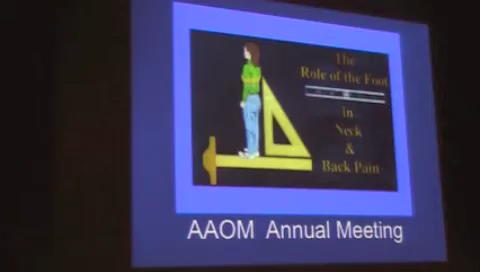 The
Role of the Foot
in
Neck
&
Back Pain
AAOM Annual Meeting